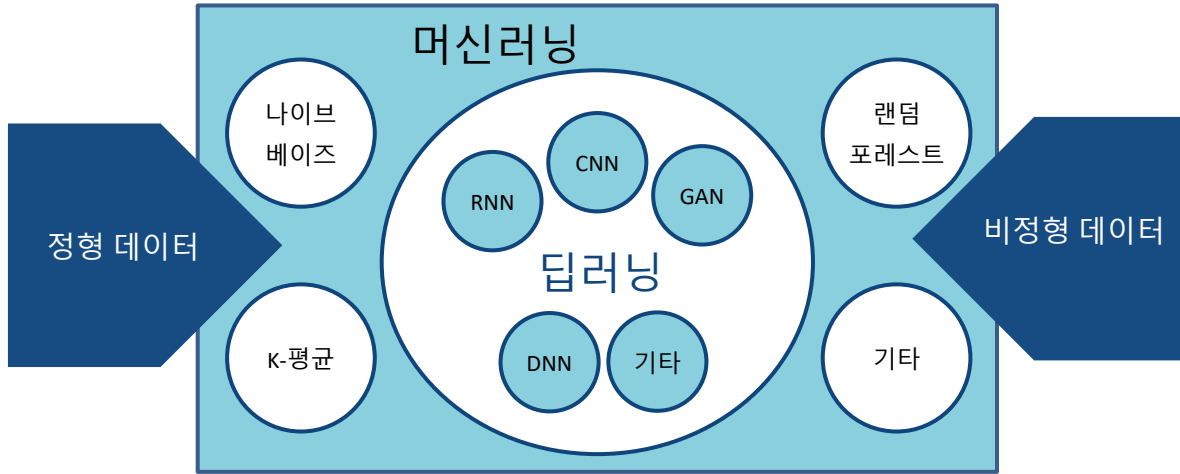 머신러닝
나이브
베이즈
랜덤
포레스트
CNN
RNN
GAN
정형 데이터
비정형 데이터
딥러닝
K-평균
DNN
기타
기타